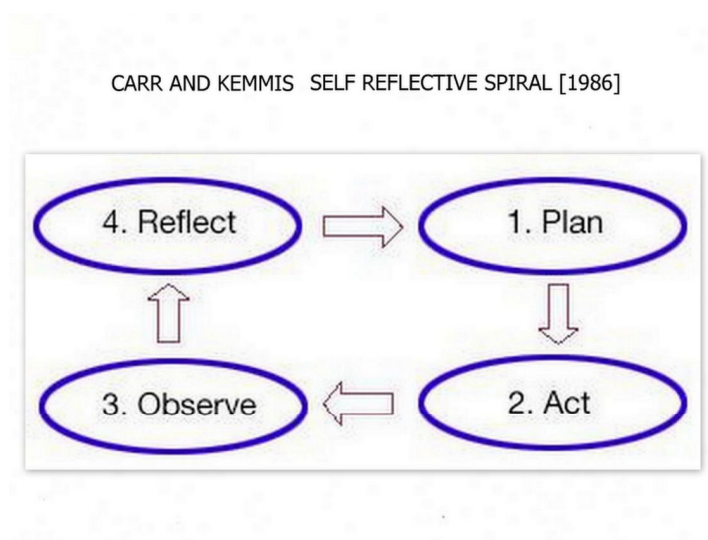 CARR AND KEMMIS SELF REFLECTIVE SPIRAL [1986]
4. Reflect
1. Plan
3. Observe
2. Act